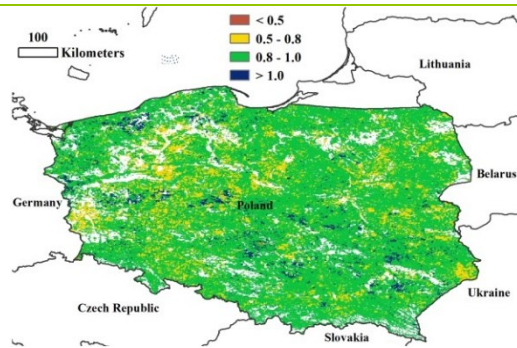 < 0.5
0.5 - 0.8
0.8 - 1.0
> 1.0
100
Kilometers
Lithuania
Belarus
Germany
Poland
Ukraine
Czech Republic
Slovakia